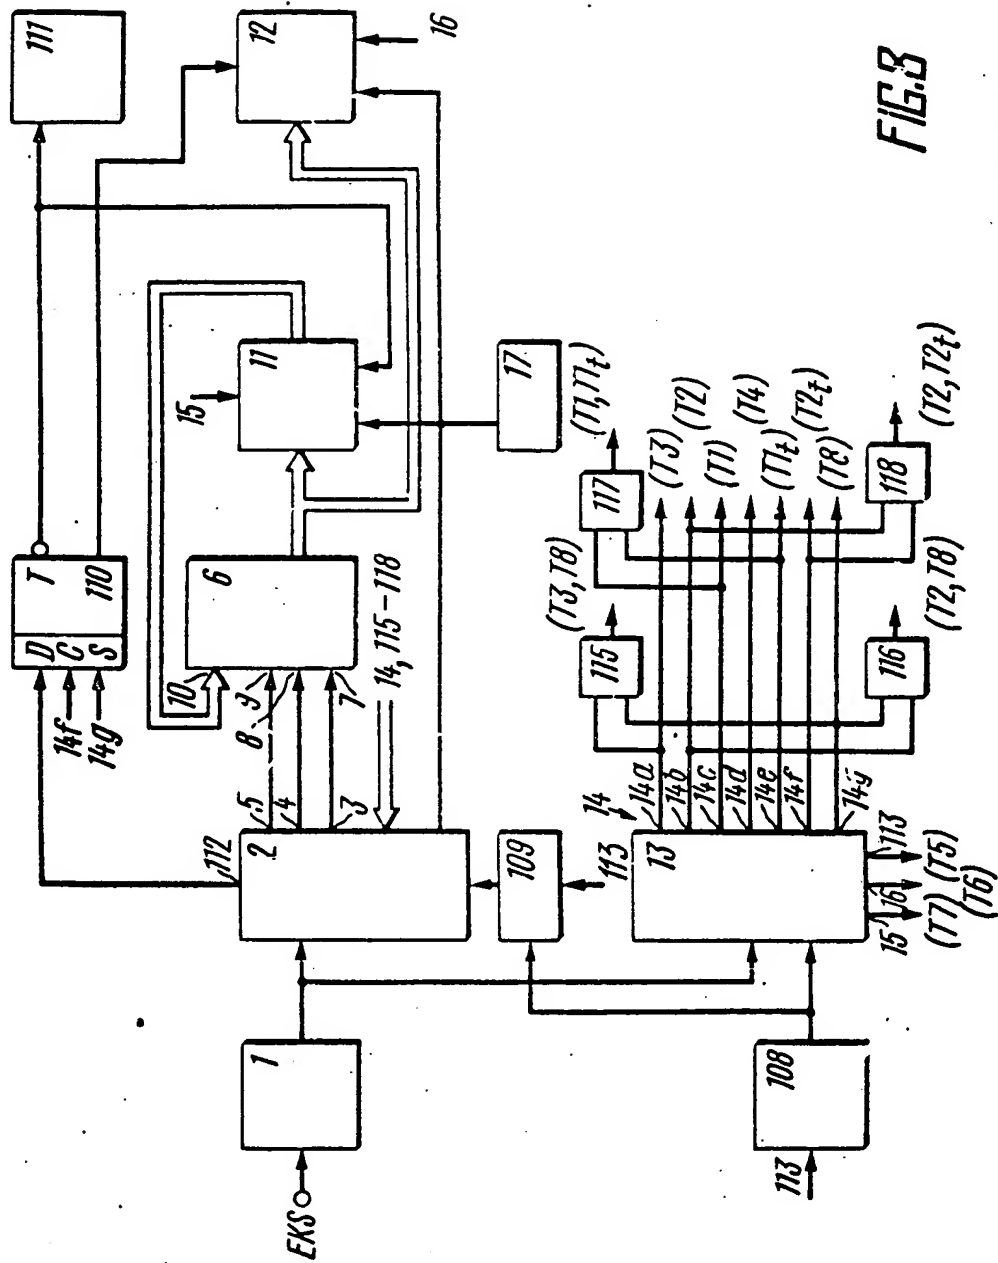 EKS
1
2
112
5
4
3
14, 115-118
10
9
8
7
6
D
C
S
T
110
14f
14g
111
11
15
12
16
17
109
113
108
113
13
14
14a
14b
14c
14d
14e
14f
14g
113
16
15
(T5)
(T6)
(T7)
115
(T3, T8)
116
(T2, T8)
117
(T1, T1t)
118
(T2, T2t)
(T3)
(T2)
(T1)
(T4)
(T1t)
(T2t)
(T8)
FIG.8